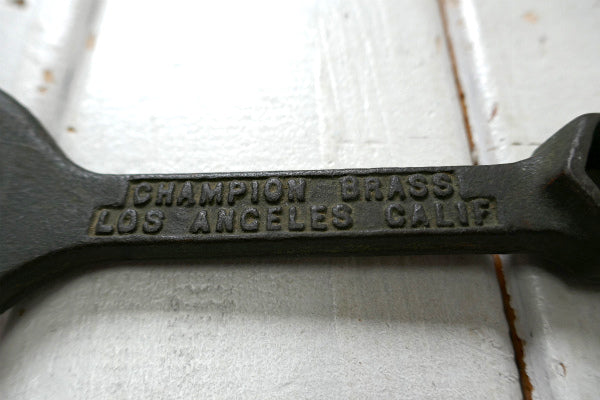 CHAMPION BRASS
LOS ANGELES CALIF